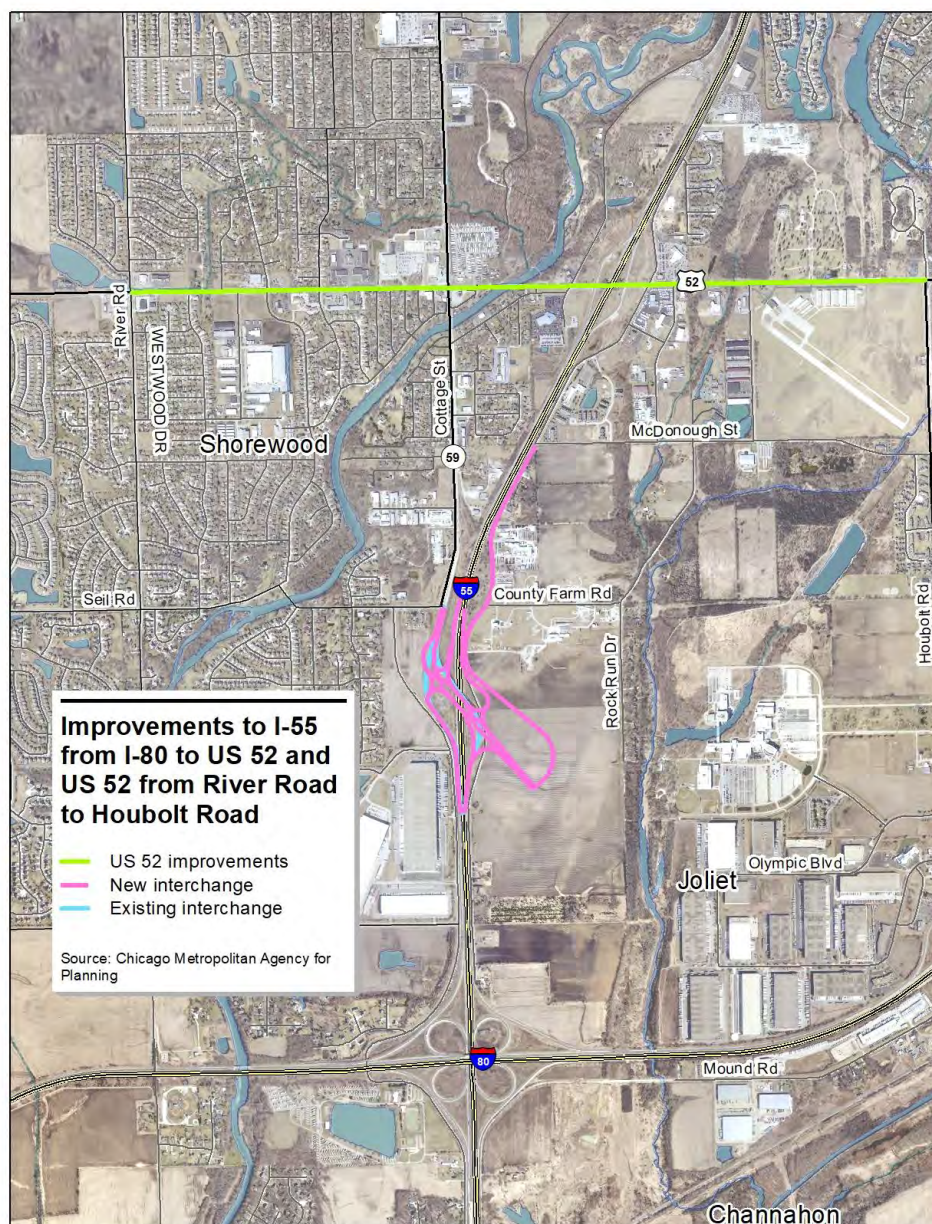 52
River Rd
WESTWOOD DR
Cottage St
Shorewood
McDonough St
59
55
Seil Rd
County Farm Rd
Rock Run Dr
Houbolt Rd
Improvements to I-55
from I-80 to US 52 and
US 52 from River Road
to Houbolt Road
US 52 improvements
New interchange
Existing interchange
Source: Chicago Metropolitan Agency for
Planning
Olympic Blvd
Joliet
80
Mound Rd
Channahon